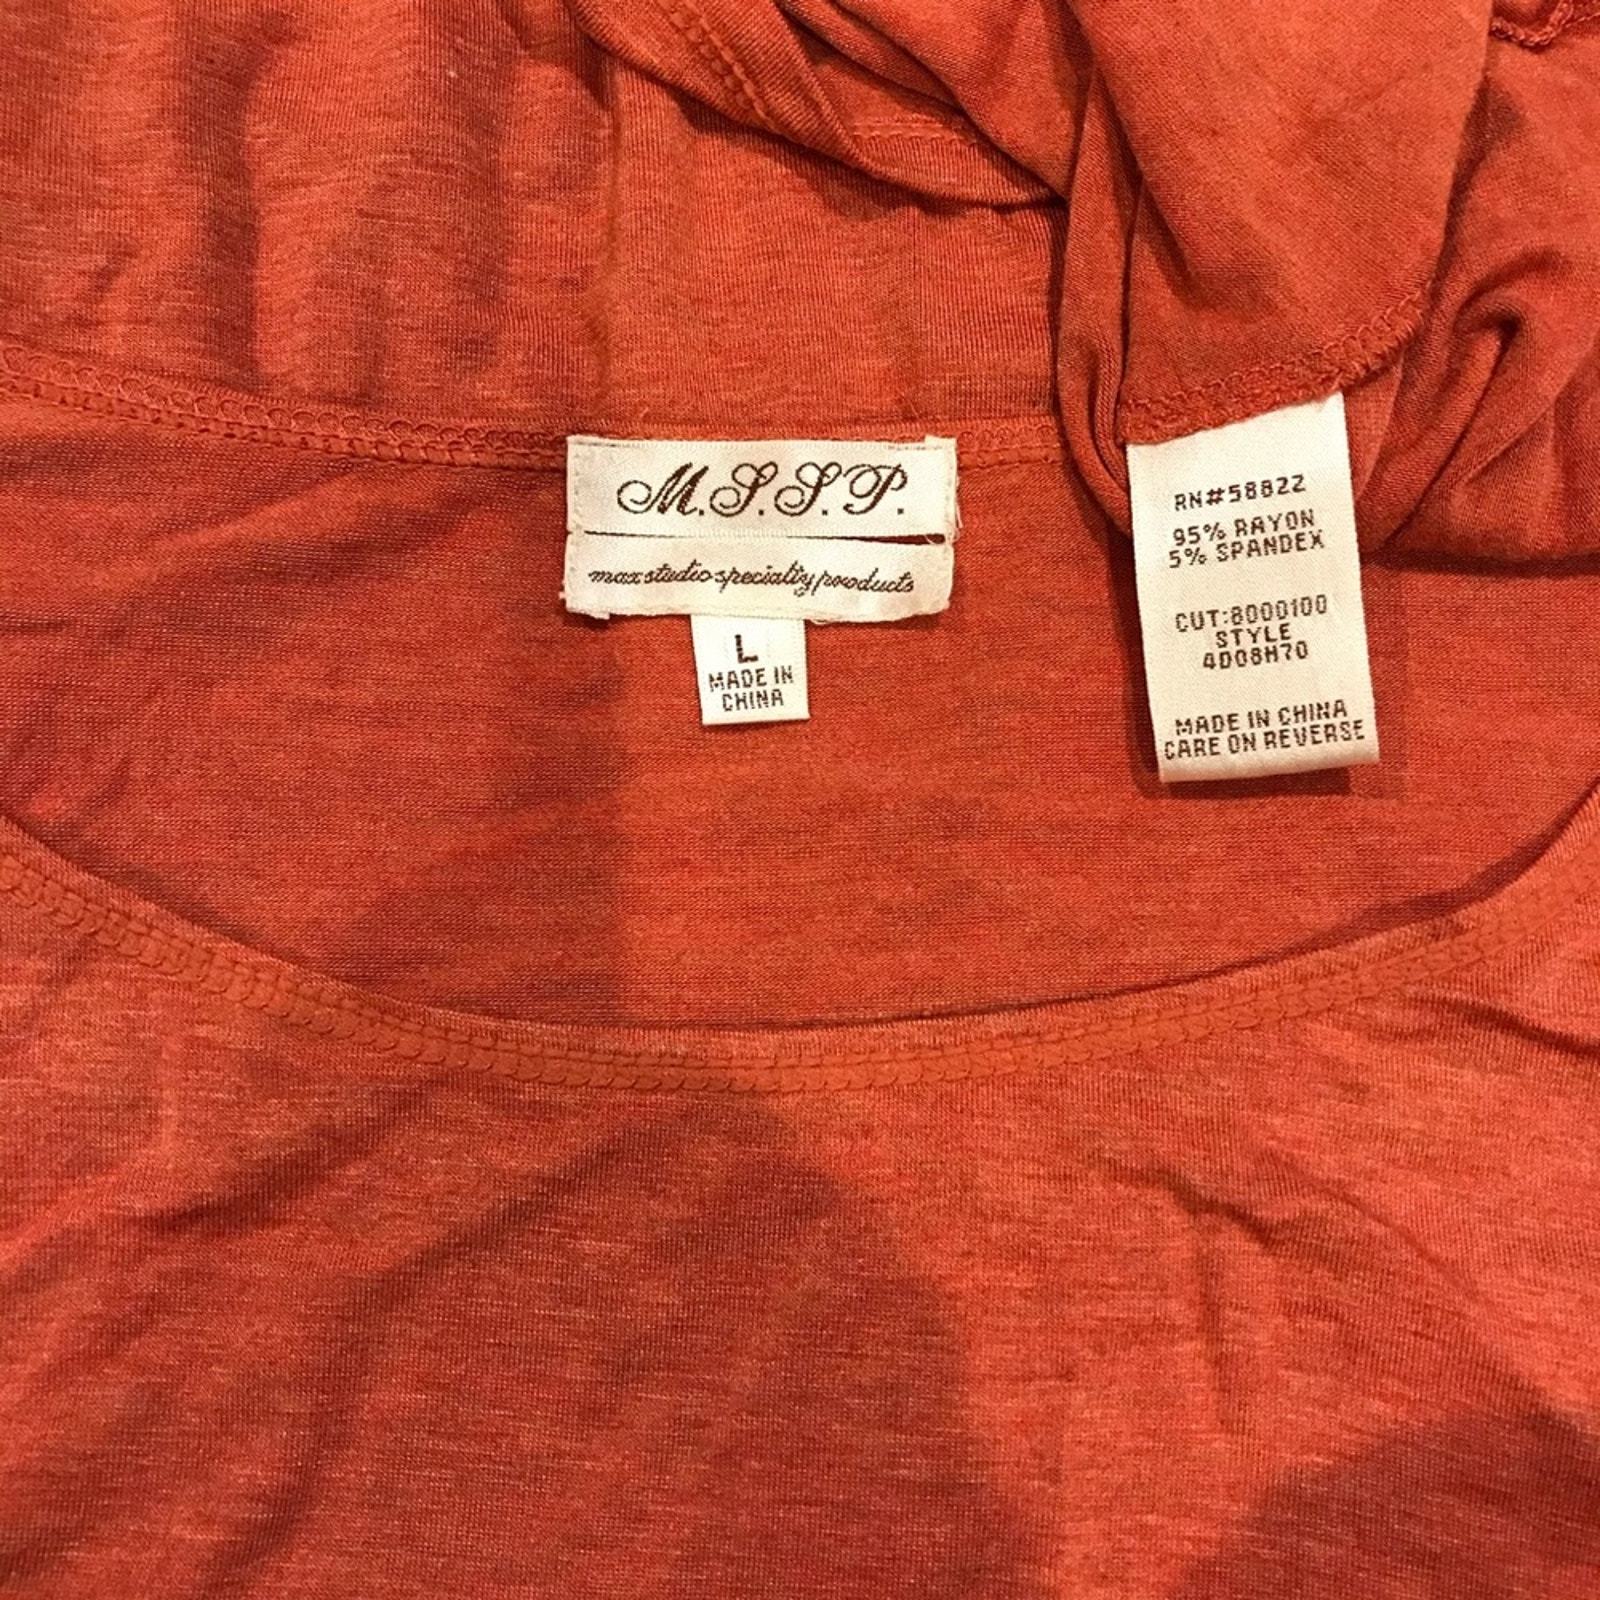 M.S.S.P.
max studio specialty products
L
MADE IN
CHINA
RN#58822
95% RAYON
5% SPANDEX
CUT:8000100
STYLE
4D08H70
MADE IN CHINA
CARE ON REVERSE